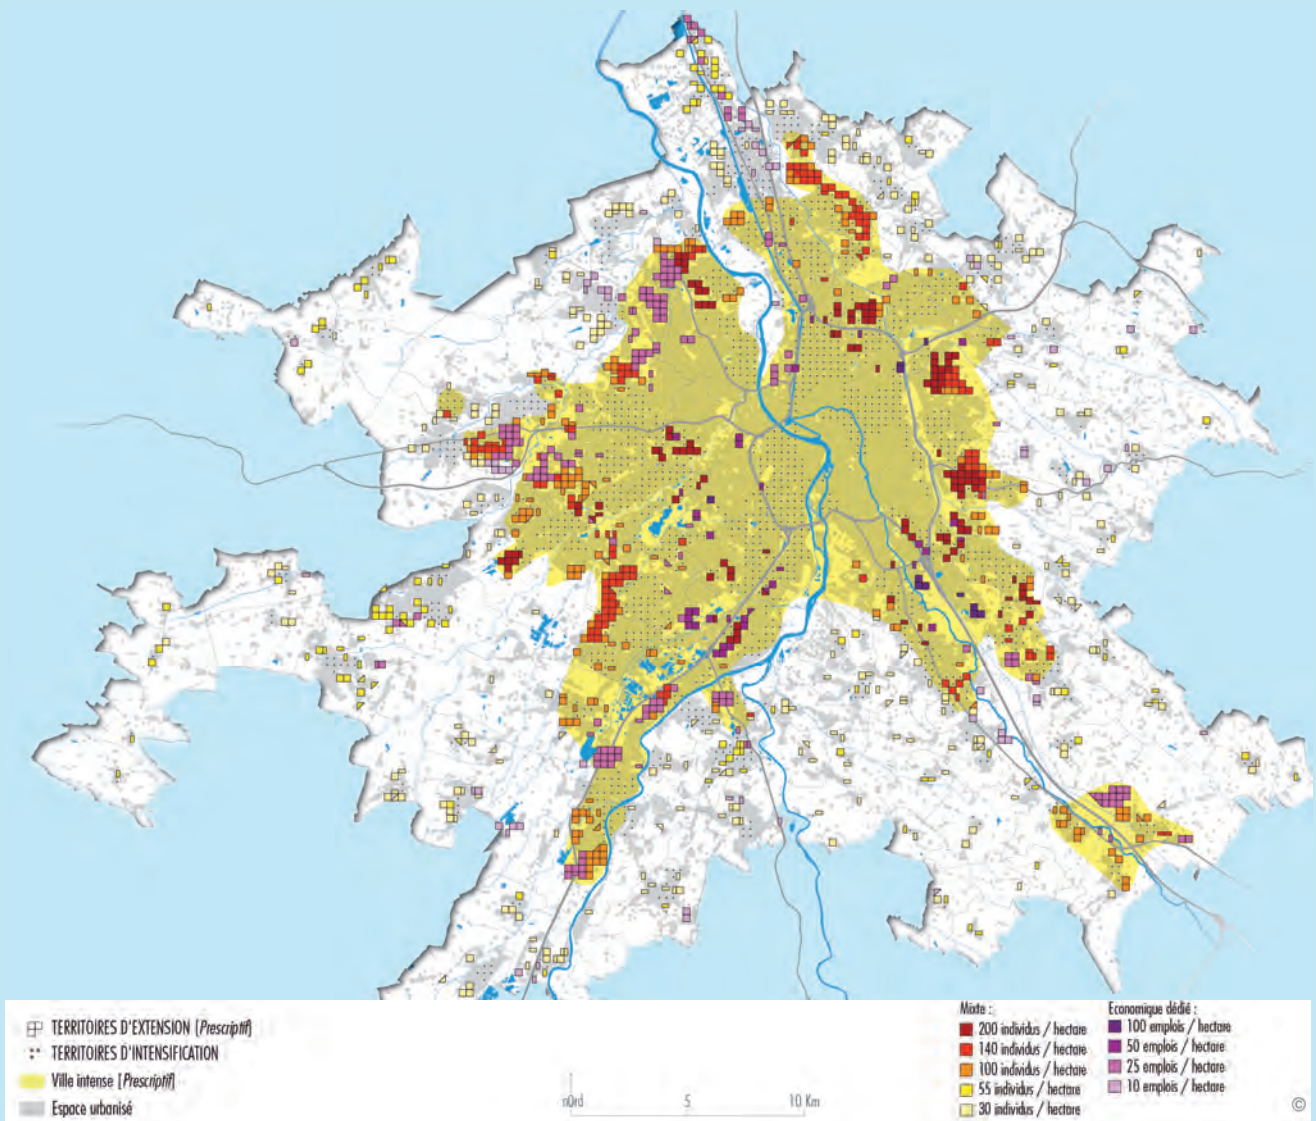 TERRITOIRES D'EXTENSION [Prescriptif]
TERRITOIRES D'INTENSIFICATION
Ville intense [Prescriptif]
Espace urbanisé
n0rd 5 10 Km
Mixte :
200 individus / hectare
140 individus / hectare
100 individus / hectare
55 individus / hectare
30 individus / hectare
Economique dédié :
100 emplois / hectare
50 emplois / hectare
25 emplois / hectare
10 emplois / hectare
©